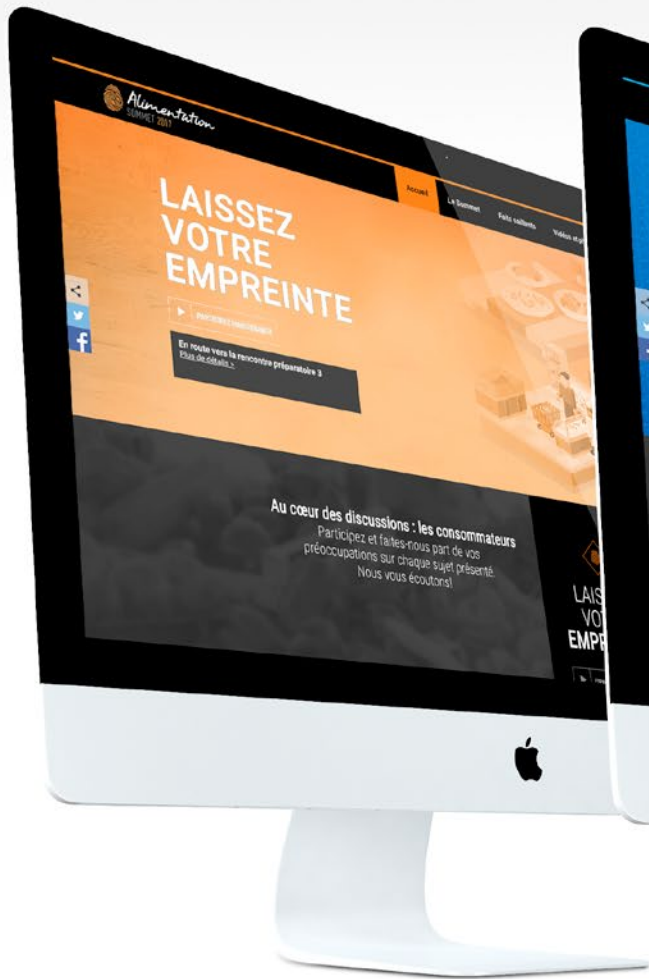 Alimentation
SOMMET 2017
Accueil
Le Sommet
Faits saillants
Vidéos et
LAISSEZ
VOTRE
EMPREINTE
En route vers la rencontre préparatoire 3
Plus de détails >
Au cœur des discussions : les consommateurs
Participez et faites-nous part de vos
préoccupations sur chaque sujet présenté.
Nous vous écoutons!
LAIS
VOT
EMPR